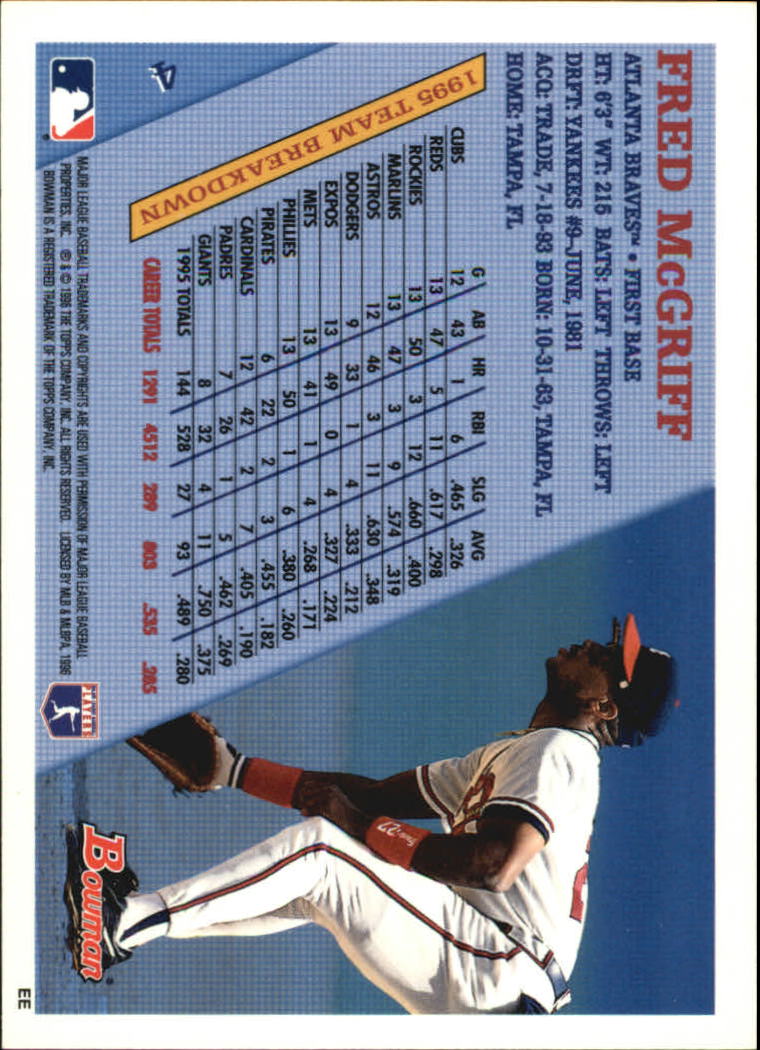 FRED McGRIFF
ATLANTA BRAVES™ • FIRST BASE
HT: 6'3" WT: 215 BATS: LEFT THROWS: LEFT
DRFT: YANKEES #9-JUNE, 1981
ACQ: TRADE, 7-18-93 BORN: 10-31-63, TAMPA, FL
HOME: TAMPA, FL
1995 TEAM BREAKDOWN
G AB HR RBI SLG AVG
CUBS 12 43 1 6 .465 .326
REDS 13 47 5 11 .617 .298
ROCKIES 13 50 3 12 .660 .400
MARLINS 13 47 3 9 .574 .319
ASTROS 12 46 3 11 .630 .348
DODGERS 9 33 1 4 .333 .212
EXPOS 13 49 0 4 .327 .224
METS 13 41 1 4 .268 .171
PHILLIES 13 50 1 6 .380 .260
PIRATES 6 22 2 3 .455 .182
CARDINALS 12 42 2 7 .405 .190
PADRES 7 26 1 5 .462 .269
GIANTS 8 32 4 11 .750 .375
1995 TOTALS 144 528 27 93 .489 .280
CAREER TOTALS 1291 4512 289 803 .535 .285
4
MAJOR LEAGUE BASEBALL TRADEMARKS AND COPYRIGHTS ARE USED WITH PERMISSION OF MAJOR LEAGUE BASEBALL
PROPERTIES, INC. ® & © 1996 THE TOPPS COMPANY, INC. ALL RIGHTS RESERVED. LICENSED BY MLB & MLBPA, 1996
BOWMAN IS A REGISTERED TRADEMARK OF THE TOPPS COMPANY, INC.
PLAYERS
Bowman®
27
EE